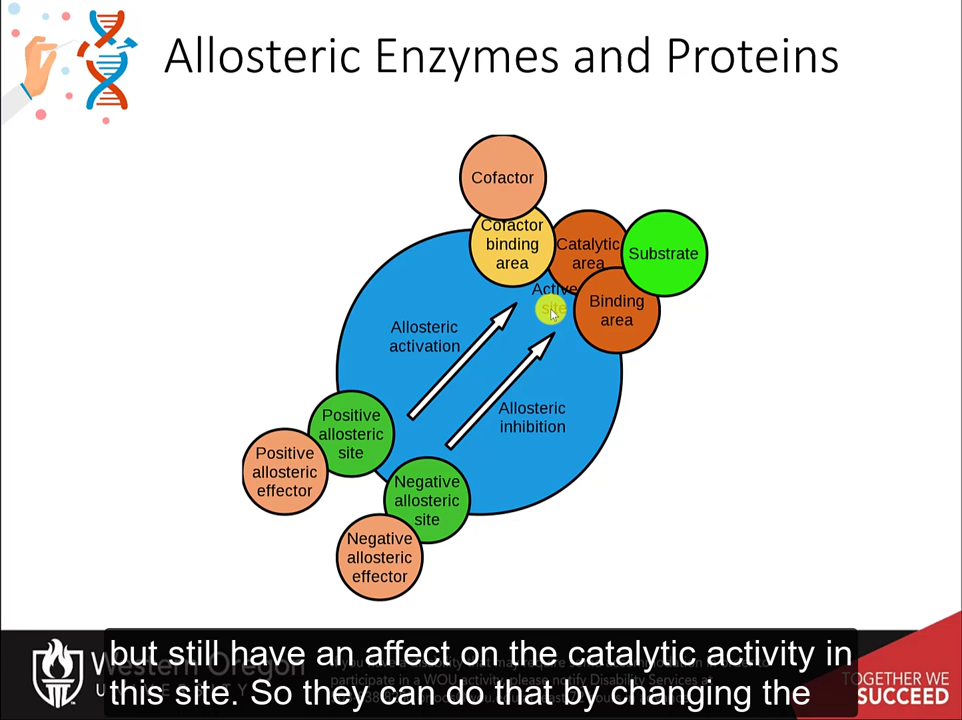 Allosteric Enzymes and Proteins
Cofactor
Cofactor
binding
area
Catalytic
area
Substrate
Active
site
Binding
area
Allosteric
activation
Allosteric
inhibition
Positive
allosteric
site
Positive
allosteric
effector
Negative
allosteric
site
Negative
allosteric
effector
but still have an affect on the catalytic activity in
this site. So they can do that by changing the
TOGETHER WE
SUCCEED